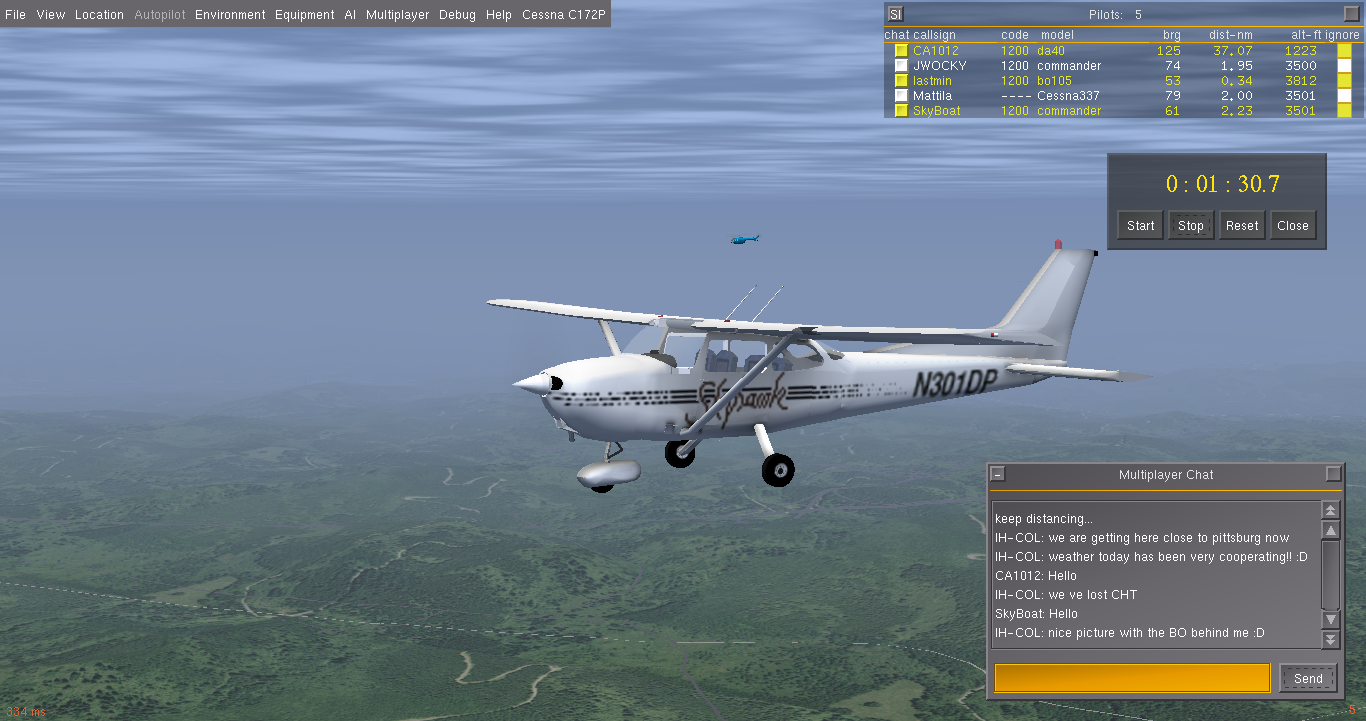 File View Location Autopilot Environment Equipment AI Multiplayer Debug Help Cessna C172P
SI Pilots: 5
chat callsign code model brg dist-nm alt-ft ignore
CA1012 1200 da40 125 37.07 1223
JWOCKY 1200 commander 74 1.95 3500
lastmin 1200 bo105 53 0.34 3812
Mattila ---- Cessna337 79 2.00 3501
SkyBoat 1200 commander 61 2.23 3501
0 : 01 : 30.7
Start Stop Reset Close
Skyhawk
N301DP
- Multiplayer Chat
keep distancing...
IH-COL: we are getting here close to pittsburg now
IH-COL: weather today has been very cooperating!! :D
CA1012: Hello
IH-COL: we ve lost CHT
SkyBoat: Hello
IH-COL: nice picture with the BO behind me :D
Send
334 ms
5